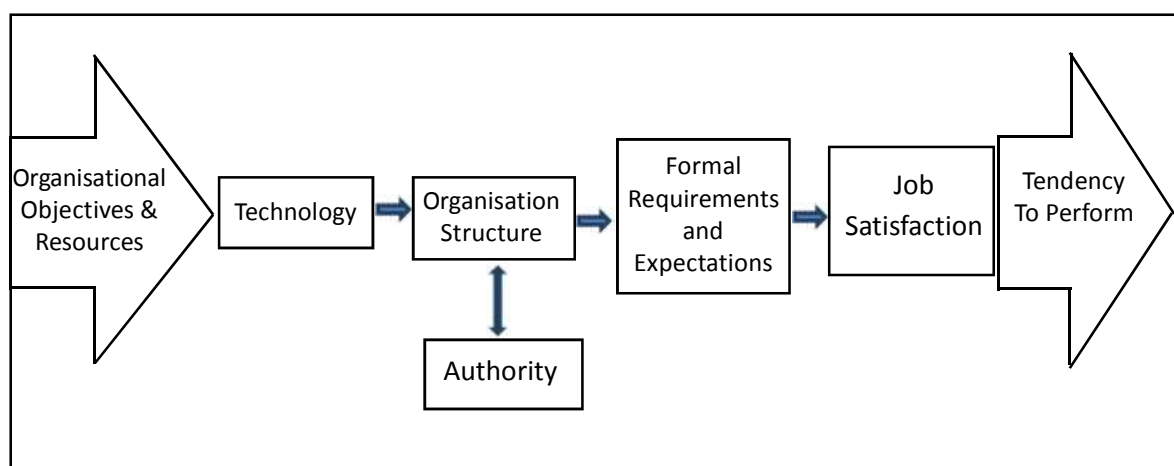 Organisational
Objectives &
Resources
Technology
Organisation
Structure
Authority
Formal
Requirements
and
Expectations
Job
Satisfaction
Tendency
To Perform